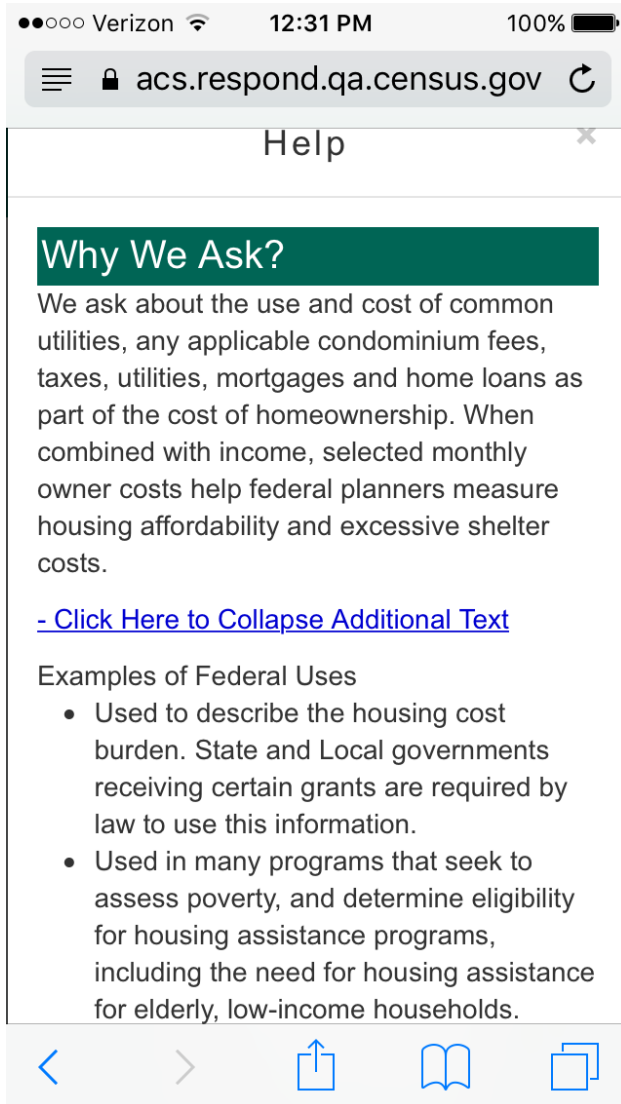 Verizon 12:31 PM 100%
acs.respond.qa.census.gov
Help ×
Why We Ask?
We ask about the use and cost of common
utilities, any applicable condominium fees,
taxes, utilities, mortgages and home loans as
part of the cost of homeownership. When
combined with income, selected monthly
owner costs help federal planners measure
housing affordability and excessive shelter
costs.
- Click Here to Collapse Additional Text
Examples of Federal Uses
• Used to describe the housing cost
burden. State and Local governments
receiving certain grants are required by
law to use this information.
• Used in many programs that seek to
assess poverty, and determine eligibility
for housing assistance programs,
including the need for housing assistance
for elderly, low-income households.